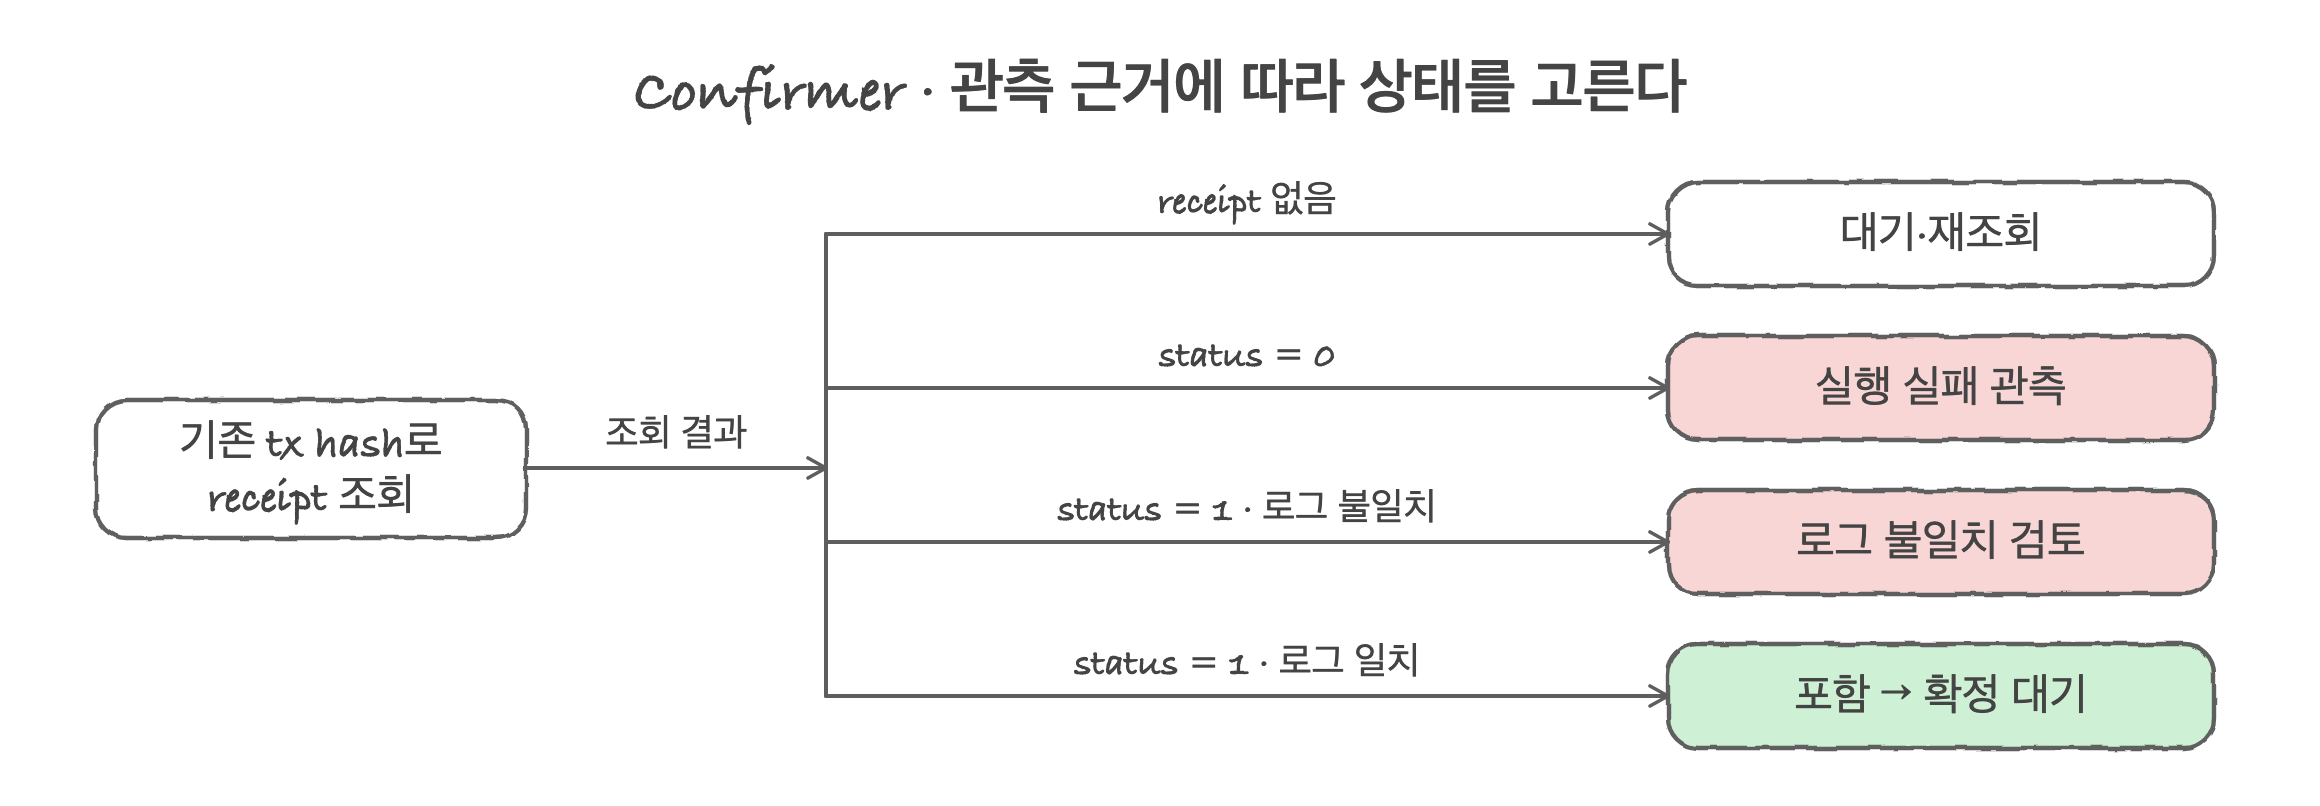 Confirmer · 관측 근거에 따라 상태를 고른다
receipt 없음
대기·재조회
status = 0
실행 실패 관측
기존 tx hash로
receipt 조회
조회 결과
status = 1 · 로그 불일치
로그 불일치 검토
status = 1 · 로그 일치
포함 → 확정 대기